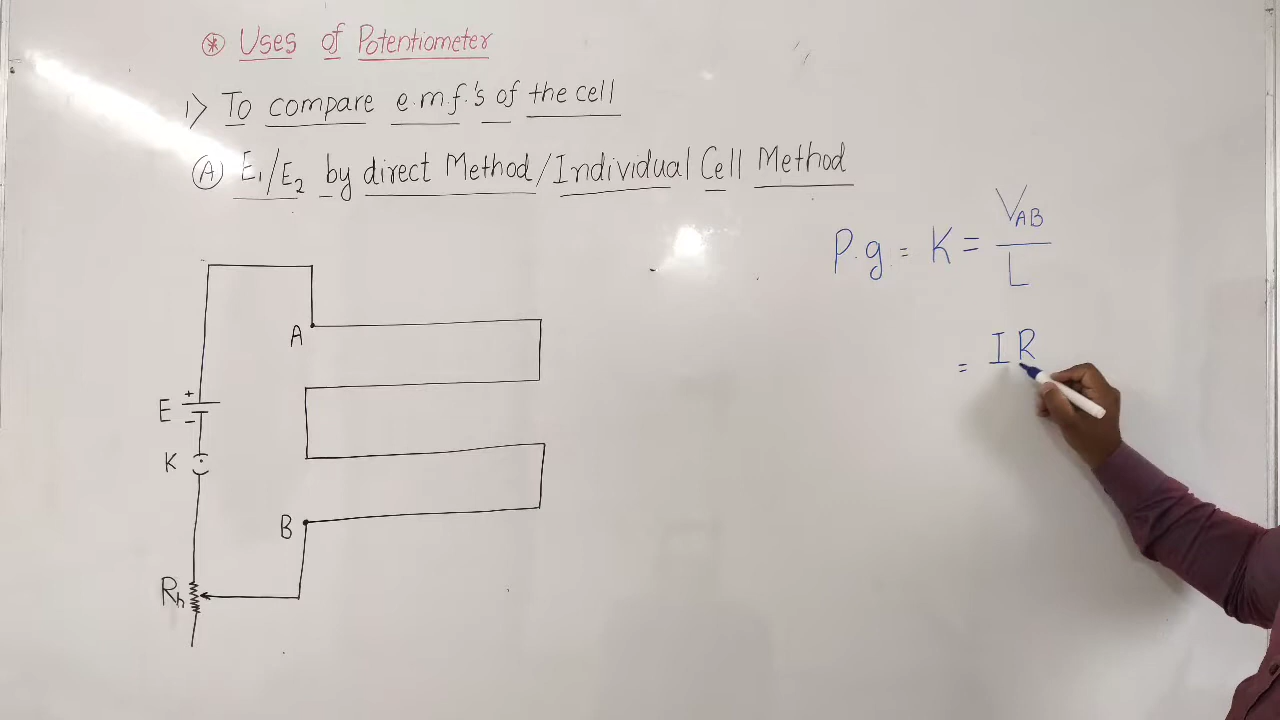 * Uses of Potentiometer
1> To compare e.m.f.'s of the cell
A E₁/E₂ by direct Method/Individual Cell Method
P.g. = K = V_AB / L
= IR
A
E + -
K
B
Rh